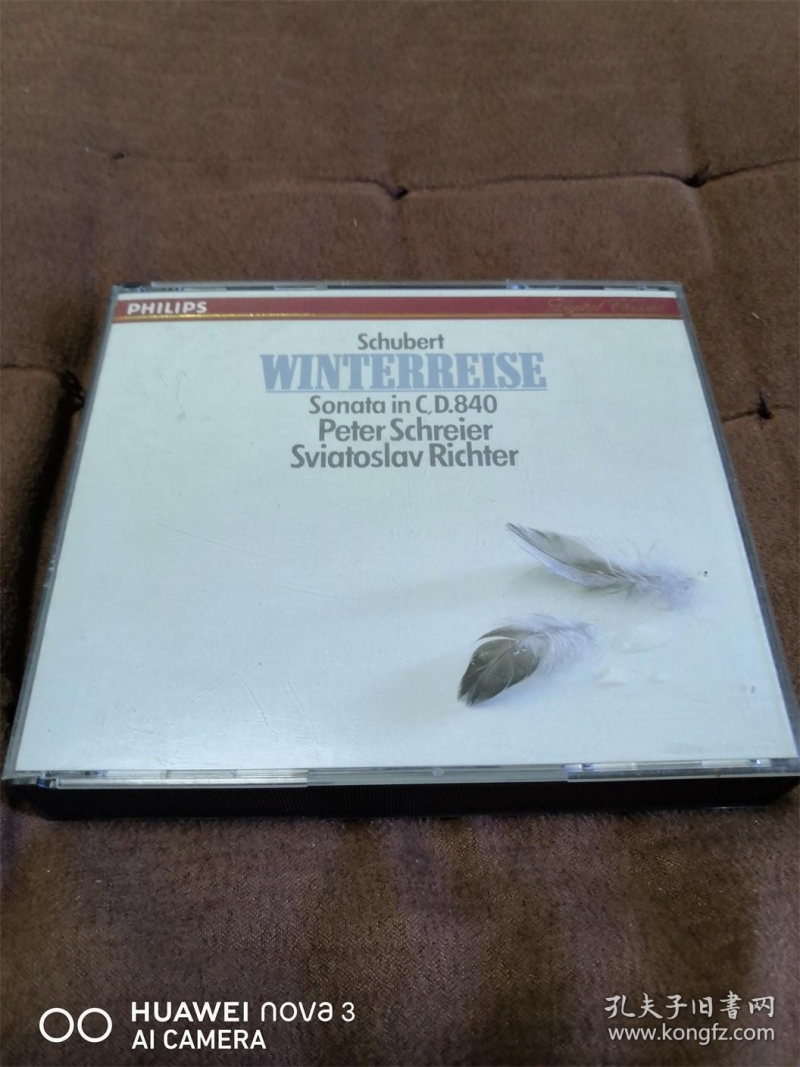 PHILIPS
Schubert
WINTERREISE
Sonata in C, D.840
Peter Schreier
Sviatoslav Richter
HUAWEI nova 3
AI CAMERA
孔夫子旧书网
www.kongfz.com